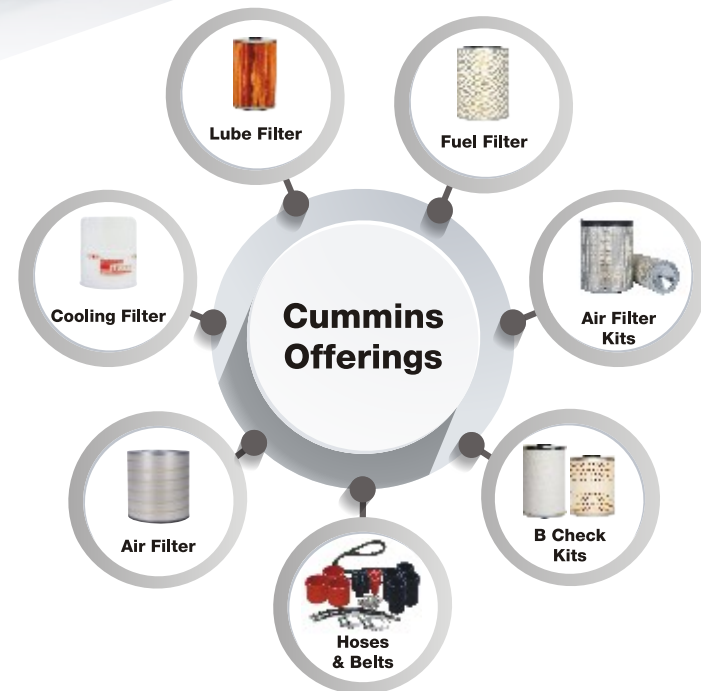 Lube Filter
Fuel Filter
Cooling Filter
Cummins
Offerings
Air Filter
Kits
Air Filter
B Check
Kits
Hoses
& Belts